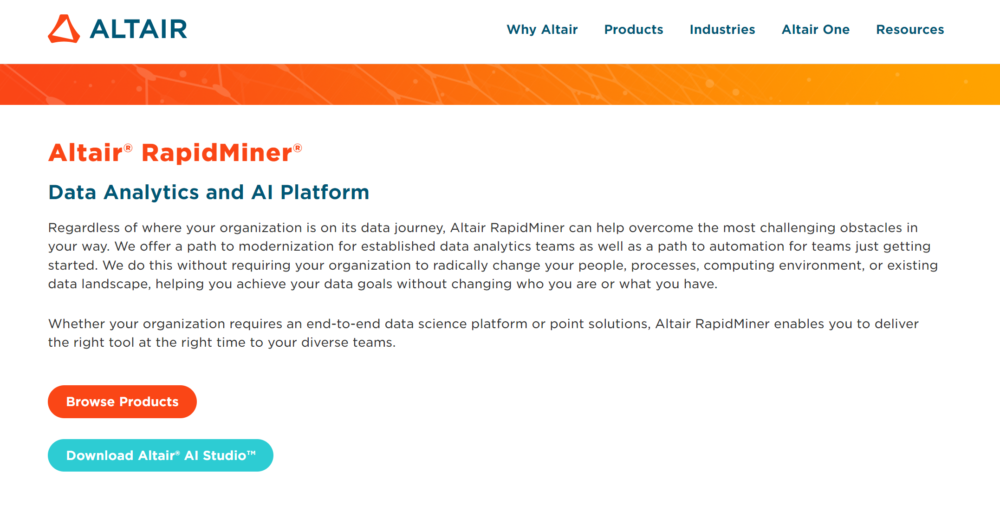 ALTAIR
Why Altair Products Industries Altair One Resources
Altair® RapidMiner®
Data Analytics and AI Platform
Regardless of where your organization is on its data journey, Altair RapidMiner can help overcome the most challenging obstacles in
your way. We offer a path to modernization for established data analytics teams as well as a path to automation for teams just getting
started. We do this without requiring your organization to radically change your people, processes, computing environment, or existing
data landscape, helping you achieve your data goals without changing who you are or what you have.
Whether your organization requires an end-to-end data science platform or point solutions, Altair RapidMiner enables you to deliver
the right tool at the right time to your diverse teams.
Browse Products
Download Altair® AI Studio™